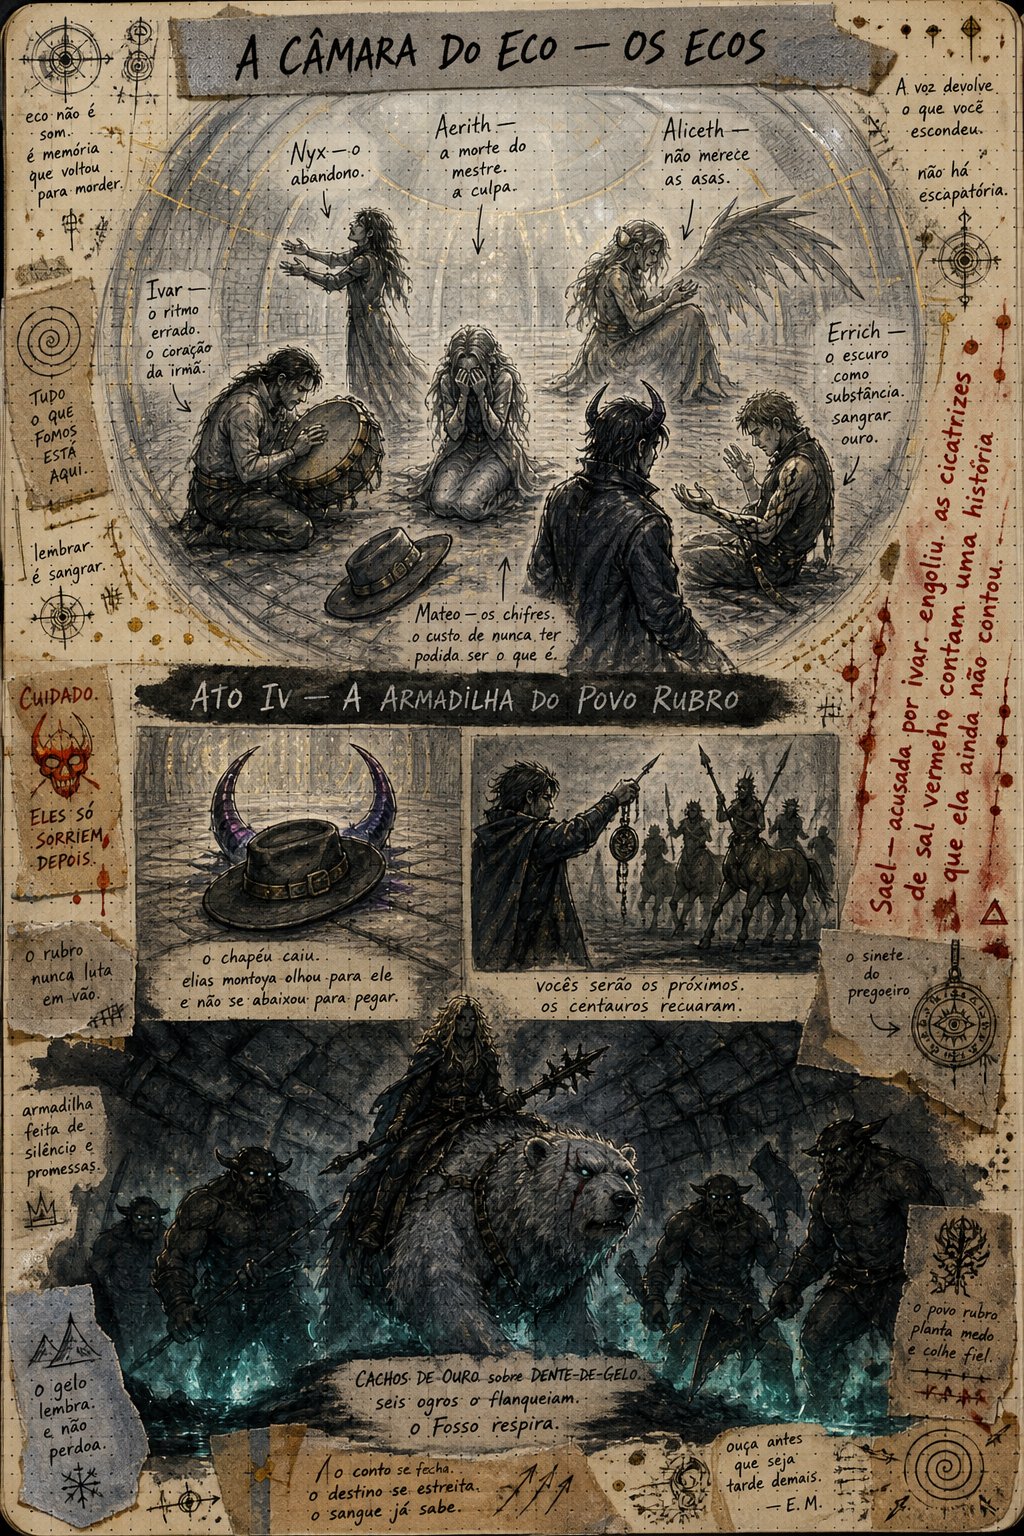 A CÂMARA DO ECO — OS ECOS
eco não é
som.
é memória
que voltou
para morder.
A voz devolve
o que você
escondeu.
não há
escapatória.
Nyx — o
abandono.
Aerith —
a morte do
mestre.
a culpa.
Aliceth —
não merece
as asas.
Ivar —
o ritmo
errado.
o coração
da irmã.
Errich —
o escuro
como
substância.
sangrar
ouro.
TUDO
O QUE
FOMOS
ESTÁ
AQUI.
lembrar
é sangrar.
Mateo — os chifres.
o custo de nunca ter
podida ser o que é.
Sael — acusada por ivar. engoliu. as cicatrizes
de sal vermeho contam uma história
que ela ainda não contou.
ATO IV — A ARMADILHA DO POVO RUBRO
CUIDADO.
ELES SÓ
SORRIEM
DEPOIS.
o chapéu caiu.
elias montoya olhou para ele
e não se abaixou para pegar.
vocês serão os próximos.
os centauros recuaram.
o rubro
nunca luta
em vão.
o sinete
do
pregoeiro
armadilha
feita de
silêncio e
promessas.
o povo rubro
planta medo
e colhe fiel.
o gelo
lembra.
e não
perdoa.
CACHOS DE OURO sobre DENTE-DE-GELO.
seis ogros o flanqueiam.
o Fosso respira.
o conto se fecha.
o destino se estreita.
o sangue já sabe.
ouça antes
que seja
tarde demais.
— E. M.